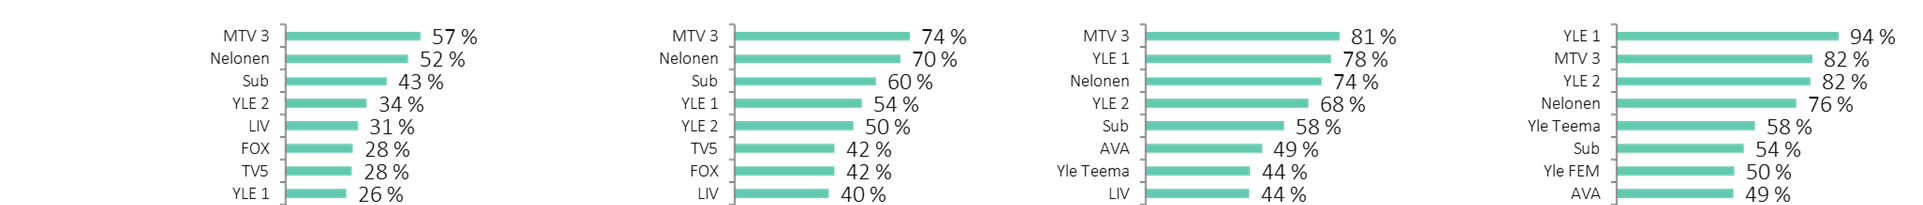 MTV 3 57 %
Nelonen 52 %
Sub 43 %
YLE 2 34 %
LIV 31 %
FOX 28 %
TV5 28 %
YLE 1 26 %
MTV 3 74 %
Nelonen 70 %
Sub 60 %
YLE 1 54 %
YLE 2 50 %
TV5 42 %
FOX 42 %
LIV 40 %
MTV 3 81 %
YLE 1 78 %
Nelonen 74 %
YLE 2 68 %
Sub 58 %
AVA 49 %
Yle Teema 44 %
LIV 44 %
YLE 1 94 %
MTV 3 82 %
YLE 2 82 %
Nelonen 76 %
Yle Teema 58 %
Sub 54 %
Yle FEM 50 %
AVA 49 %